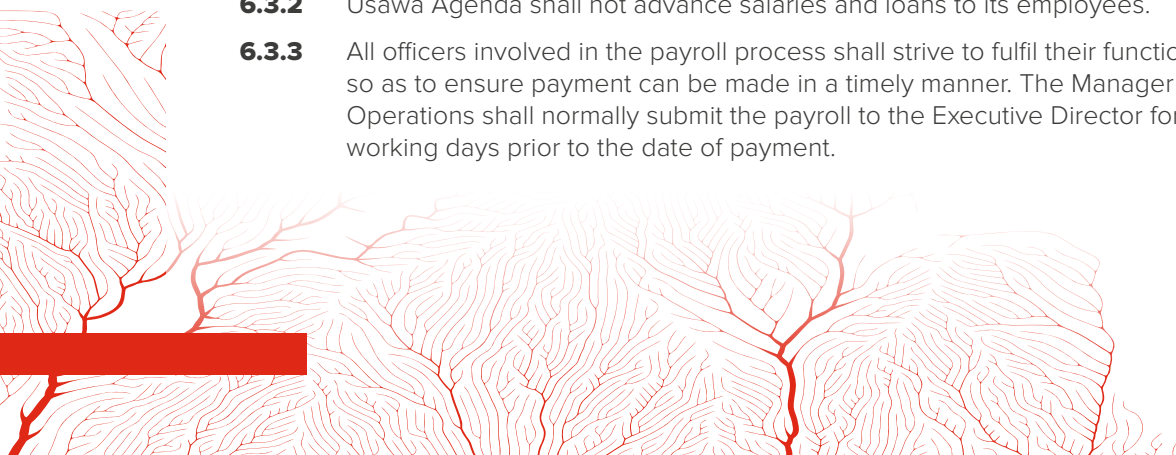 6.3.2 Usawa Agenda shall not advance salaries and loans to its employees.
6.3.3 All officers involved in the payroll process shall strive to fulfil their
so as to ensure payment can be made in a timely manner. The Manager
Operations shall normally submit the payroll to the Executive Director for
working days prior to the date of payment.